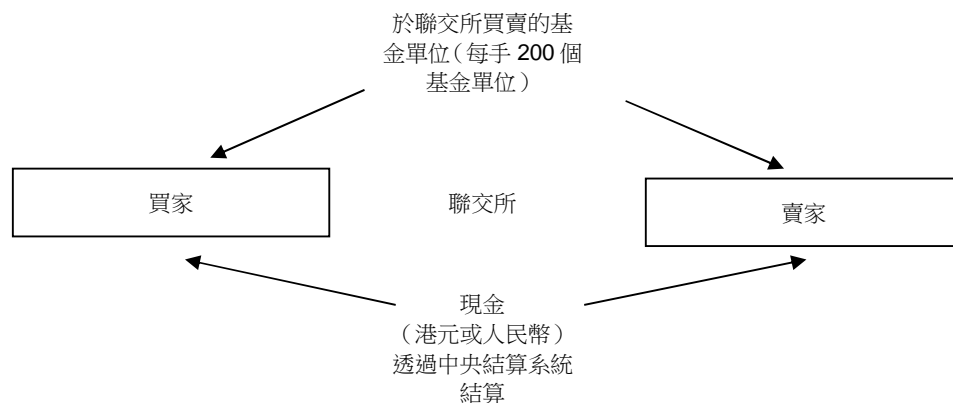 於聯交所買賣的基
金單位（每手 200 個
基金單位）
買家
聯交所
賣家
現金
（港元或人民幣）
透過中央結算系統
結算